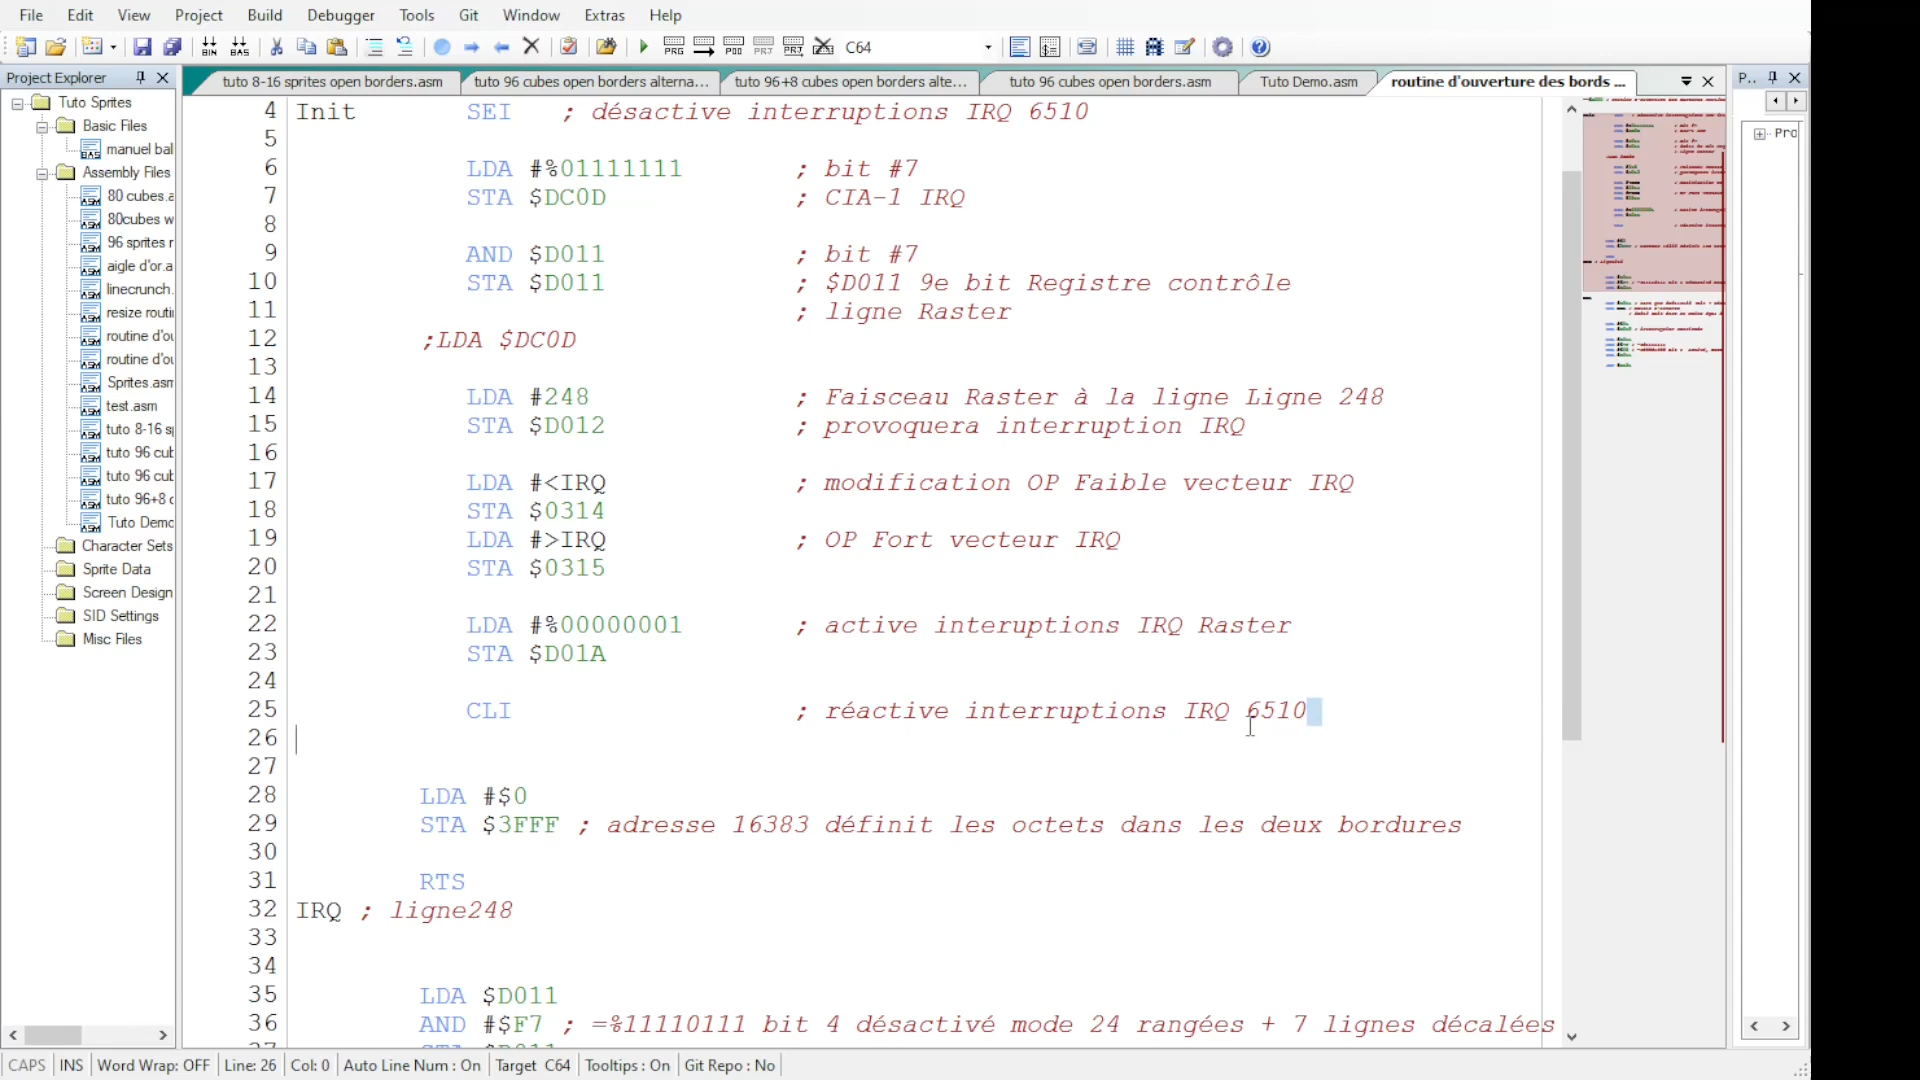 File Edit View Project Build Debugger Tools Git Window Extras Help
BIN BAS PRG PRJ C64
Project Explorer
tuto 8-16 sprites open borders.asm
tuto 96 cubes open borders alterna...
tuto 96+8 cubes open borders alte...
tuto 96 cubes open borders.asm
Tuto Demo.asm
routine d'ouverture des bords ...
P..
Tuto Sprites
Basic Files
manuel bal
Assembly Files
80 cubes.a
80cubes w
96 sprites r
aigle d'or.a
linecrunch.
resize routi
routine d'ou
routine d'ou
Sprites.asm
test.asm
tuto 8-16 sp
tuto 96 cub
tuto 96 cub
tuto 96+8 c
Tuto Demo
Character Sets
Sprite Data
Screen Design
SID Settings
Misc Files
4 Init SEI ; désactive interruptions IRQ 6510
5
6 LDA #%01111111 ; bit #7
7 STA $DC0D ; CIA-1 IRQ
8
9 AND $D011 ; bit #7
10 STA $D011 ; $D011 9e bit Registre contrôle
11 ; ligne Raster
12 ;LDA $DC0D
13
14 LDA #248 ; Faisceau Raster à la ligne Ligne 248
15 STA $D012 ; provoquera interruption IRQ
16
17 LDA #<IRQ ; modification OP Faible vecteur IRQ
18 STA $0314
19 LDA #>IRQ ; OP Fort vecteur IRQ
20 STA $0315
21
22 LDA #%00000001 ; active interuptions IRQ Raster
23 STA $D01A
24
25 CLI ; réactive interruptions IRQ 6510
26
27
28 LDA #$0
29 STA $3FFF ; adresse 16383 définit les octets dans les deux bordures
30
31 RTS
32 IRQ ; ligne248
33
34
35 LDA $D011
36 AND #$F7 ; =%11110111 bit 4 désactivé mode 24 rangées + 7 lignes décalées
Pro
CAPS INS Word Wrap: OFF Line: 26 Col: 0 Auto Line Num : On Target C64 Tooltips : On Git Repo : No